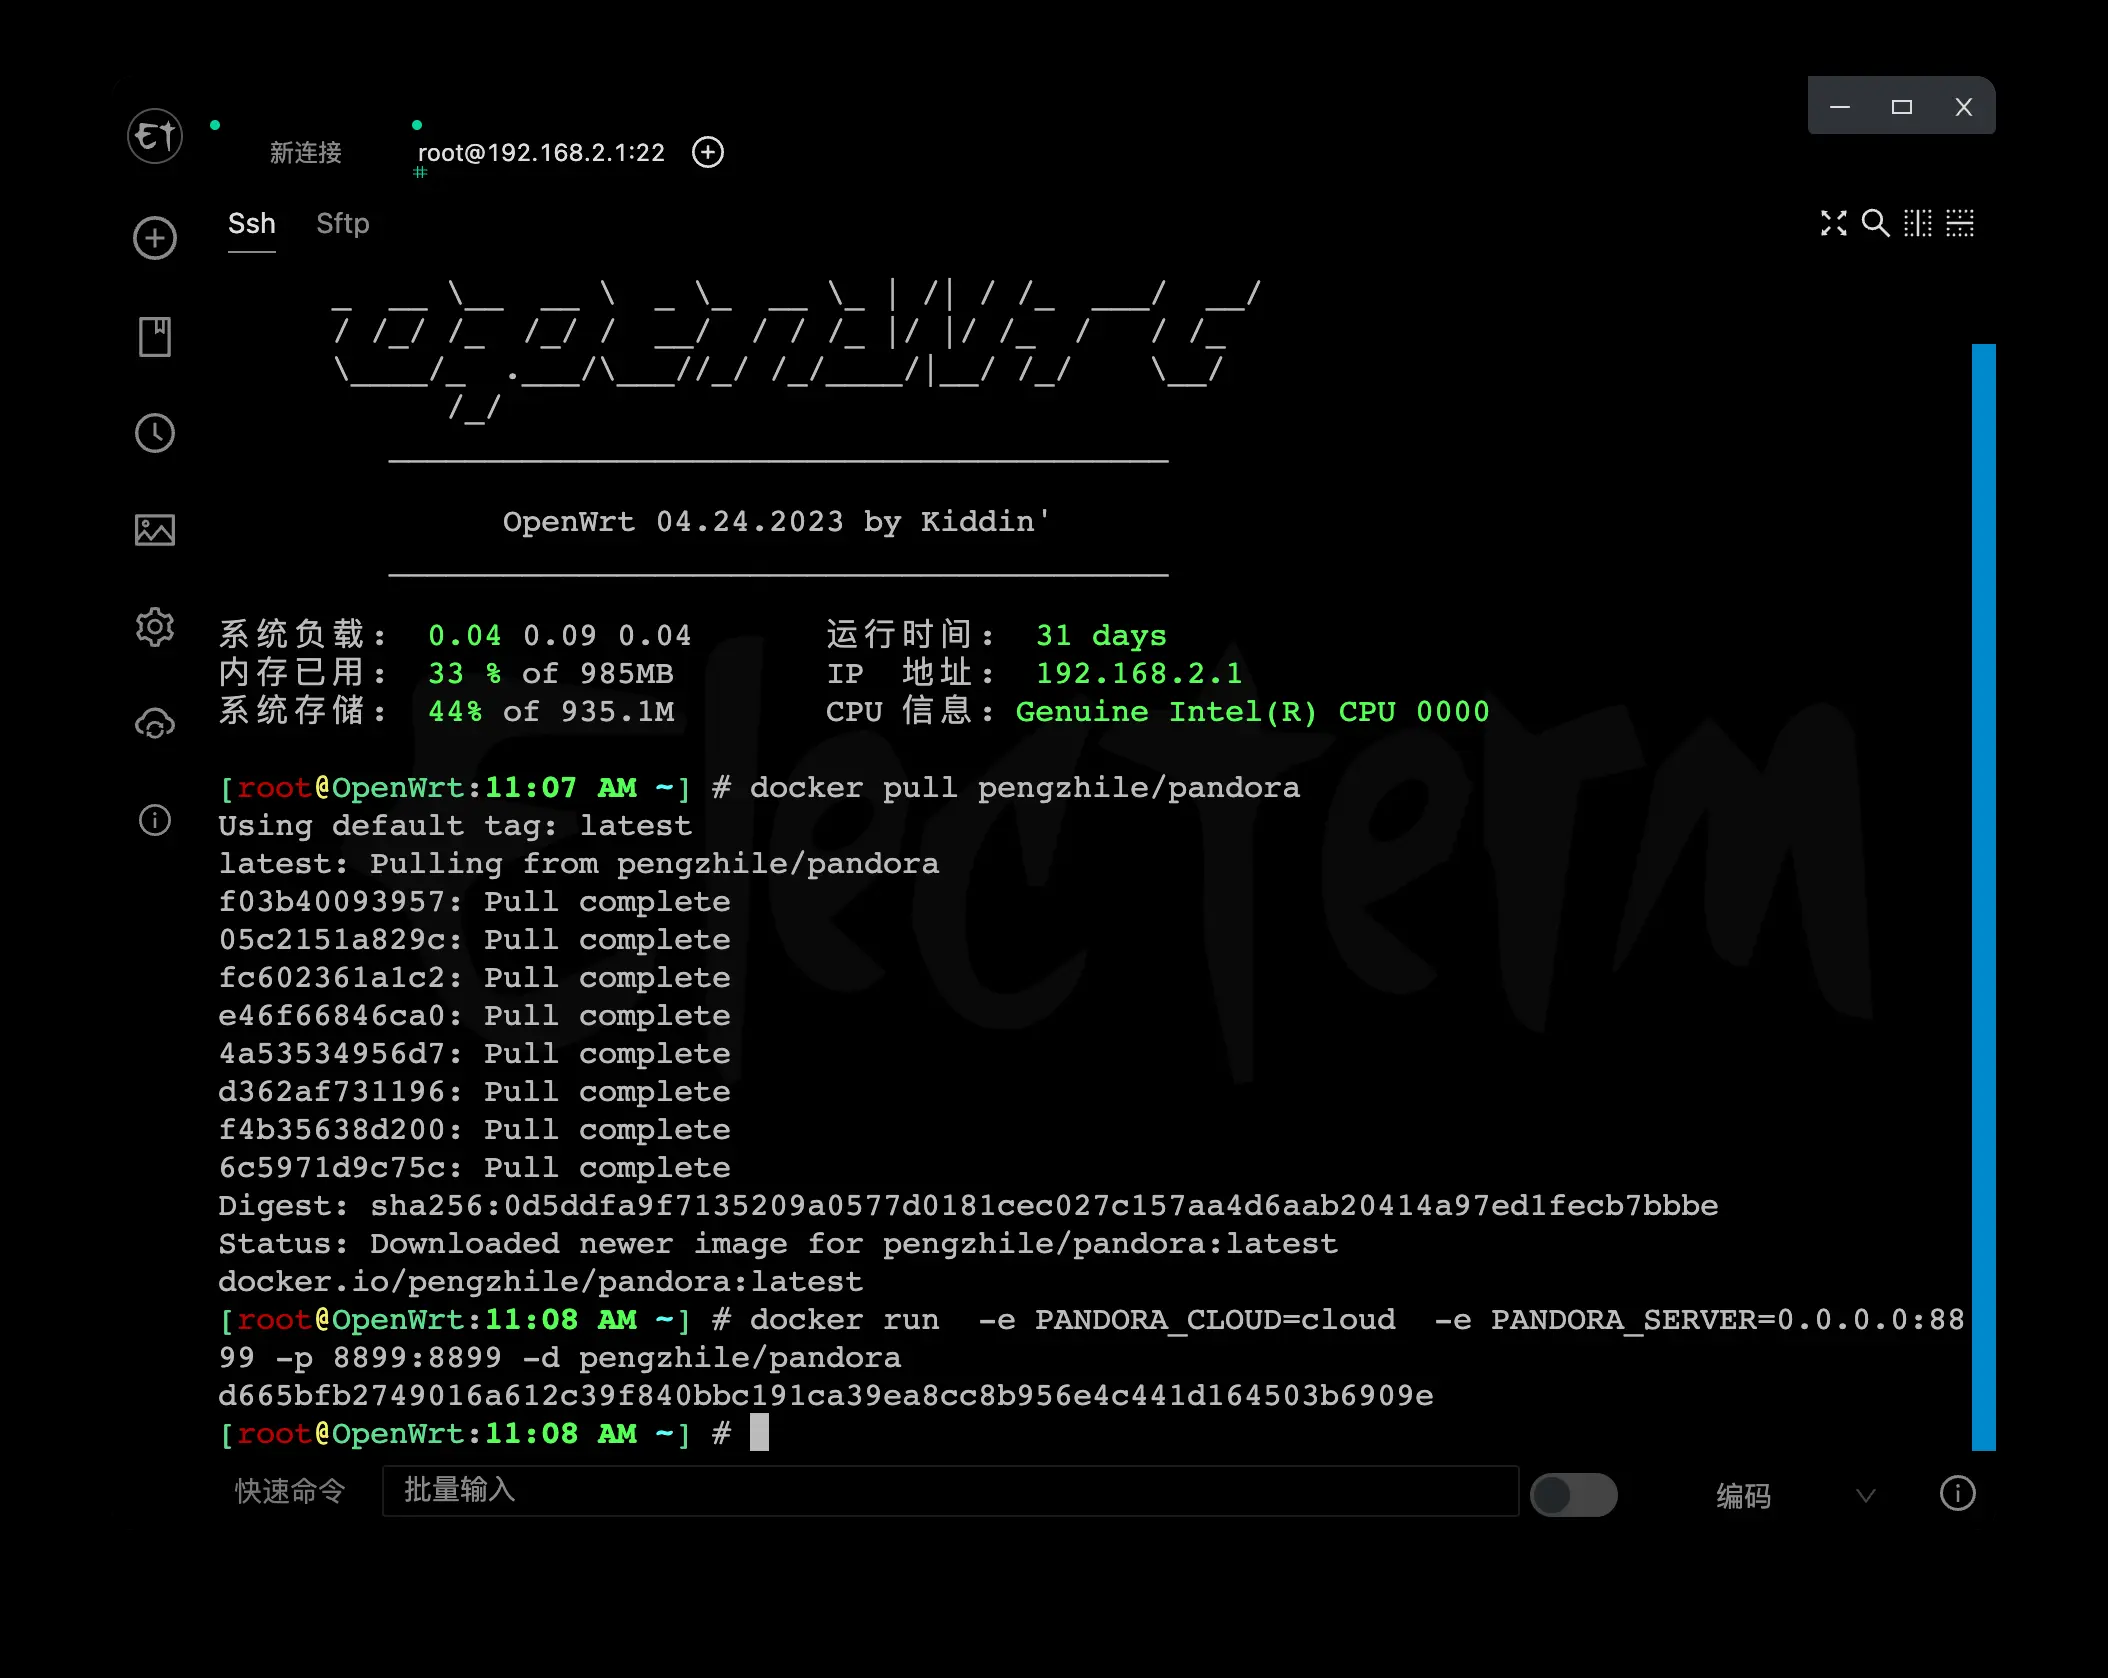 新连接
root@192.168.2.1:22
#
Ssh Sftp
OpenWrt 04.24.2023 by Kiddin'
系统负载： 0.04 0.09 0.04 运行时间： 31 days
内存已用： 33 % of 985MB IP 地址： 192.168.2.1
系统存储： 44% of 935.1M CPU 信息：Genuine Intel(R) CPU 0000
[root@OpenWrt:11:07 AM ~] # docker pull pengzhile/pandora
Using default tag: latest
latest: Pulling from pengzhile/pandora
f03b40093957: Pull complete
05c2151a829c: Pull complete
fc602361a1c2: Pull complete
e46f66846ca0: Pull complete
4a53534956d7: Pull complete
d362af731196: Pull complete
f4b35638d200: Pull complete
6c5971d9c75c: Pull complete
Digest: sha256:0d5ddfa9f7135209a0577d0181cec027c157aa4d6aab20414a97ed1fecb7bbbe
Status: Downloaded newer image for pengzhile/pandora:latest
docker.io/pengzhile/pandora:latest
[root@OpenWrt:11:08 AM ~] # docker run  -e PANDORA_CLOUD=cloud  -e PANDORA_SERVER=0.0.0.0:88
99 -p 8899:8899 -d pengzhile/pandora
d665bfb2749016a612c39f840bbc191ca39ea8cc8b956e4c441d164503b6909e
[root@OpenWrt:11:08 AM ~] #
快速命令 批量输入 编码
Electerm